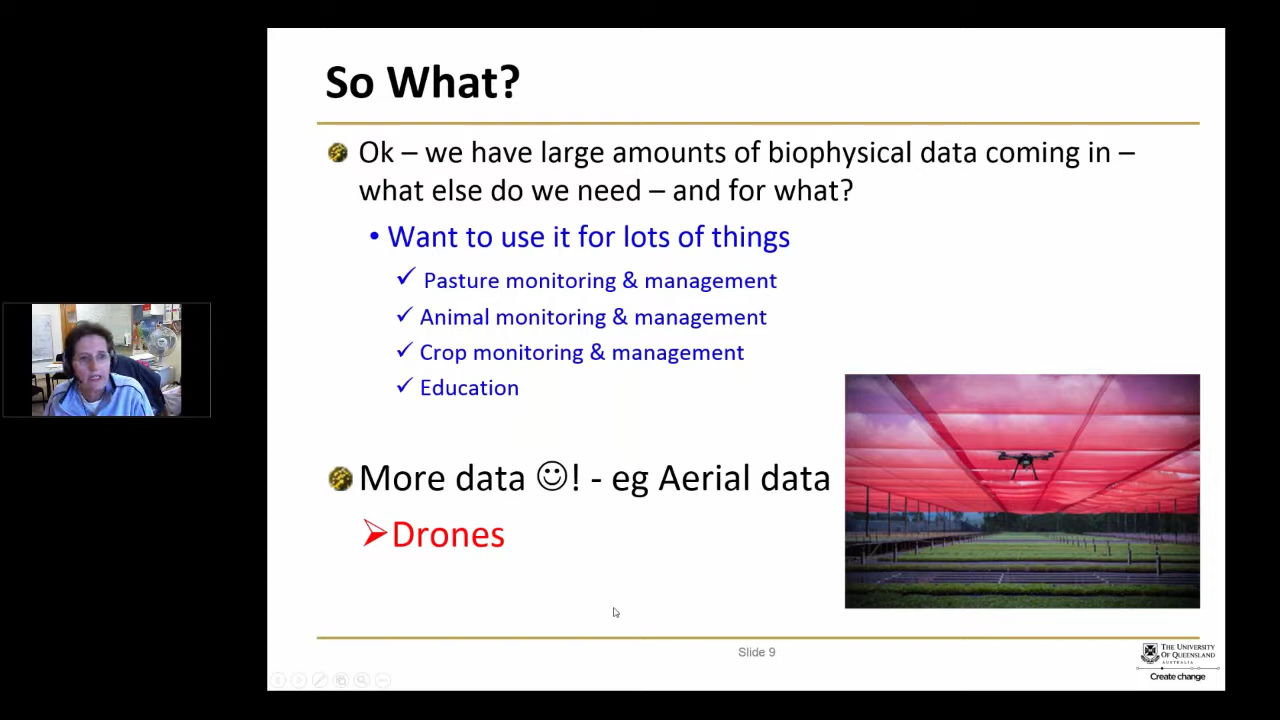 So What?
Ok – we have large amounts of biophysical data coming in –
what else do we need – and for what?
• Want to use it for lots of things
✓ Pasture monitoring & management
✓ Animal monitoring & management
✓ Crop monitoring & management
✓ Education
More data ☺! - eg Aerial data
➢Drones
Slide 9
THE UNIVERSITY
OF QUEENSLAND
AUSTRALIA
Create change